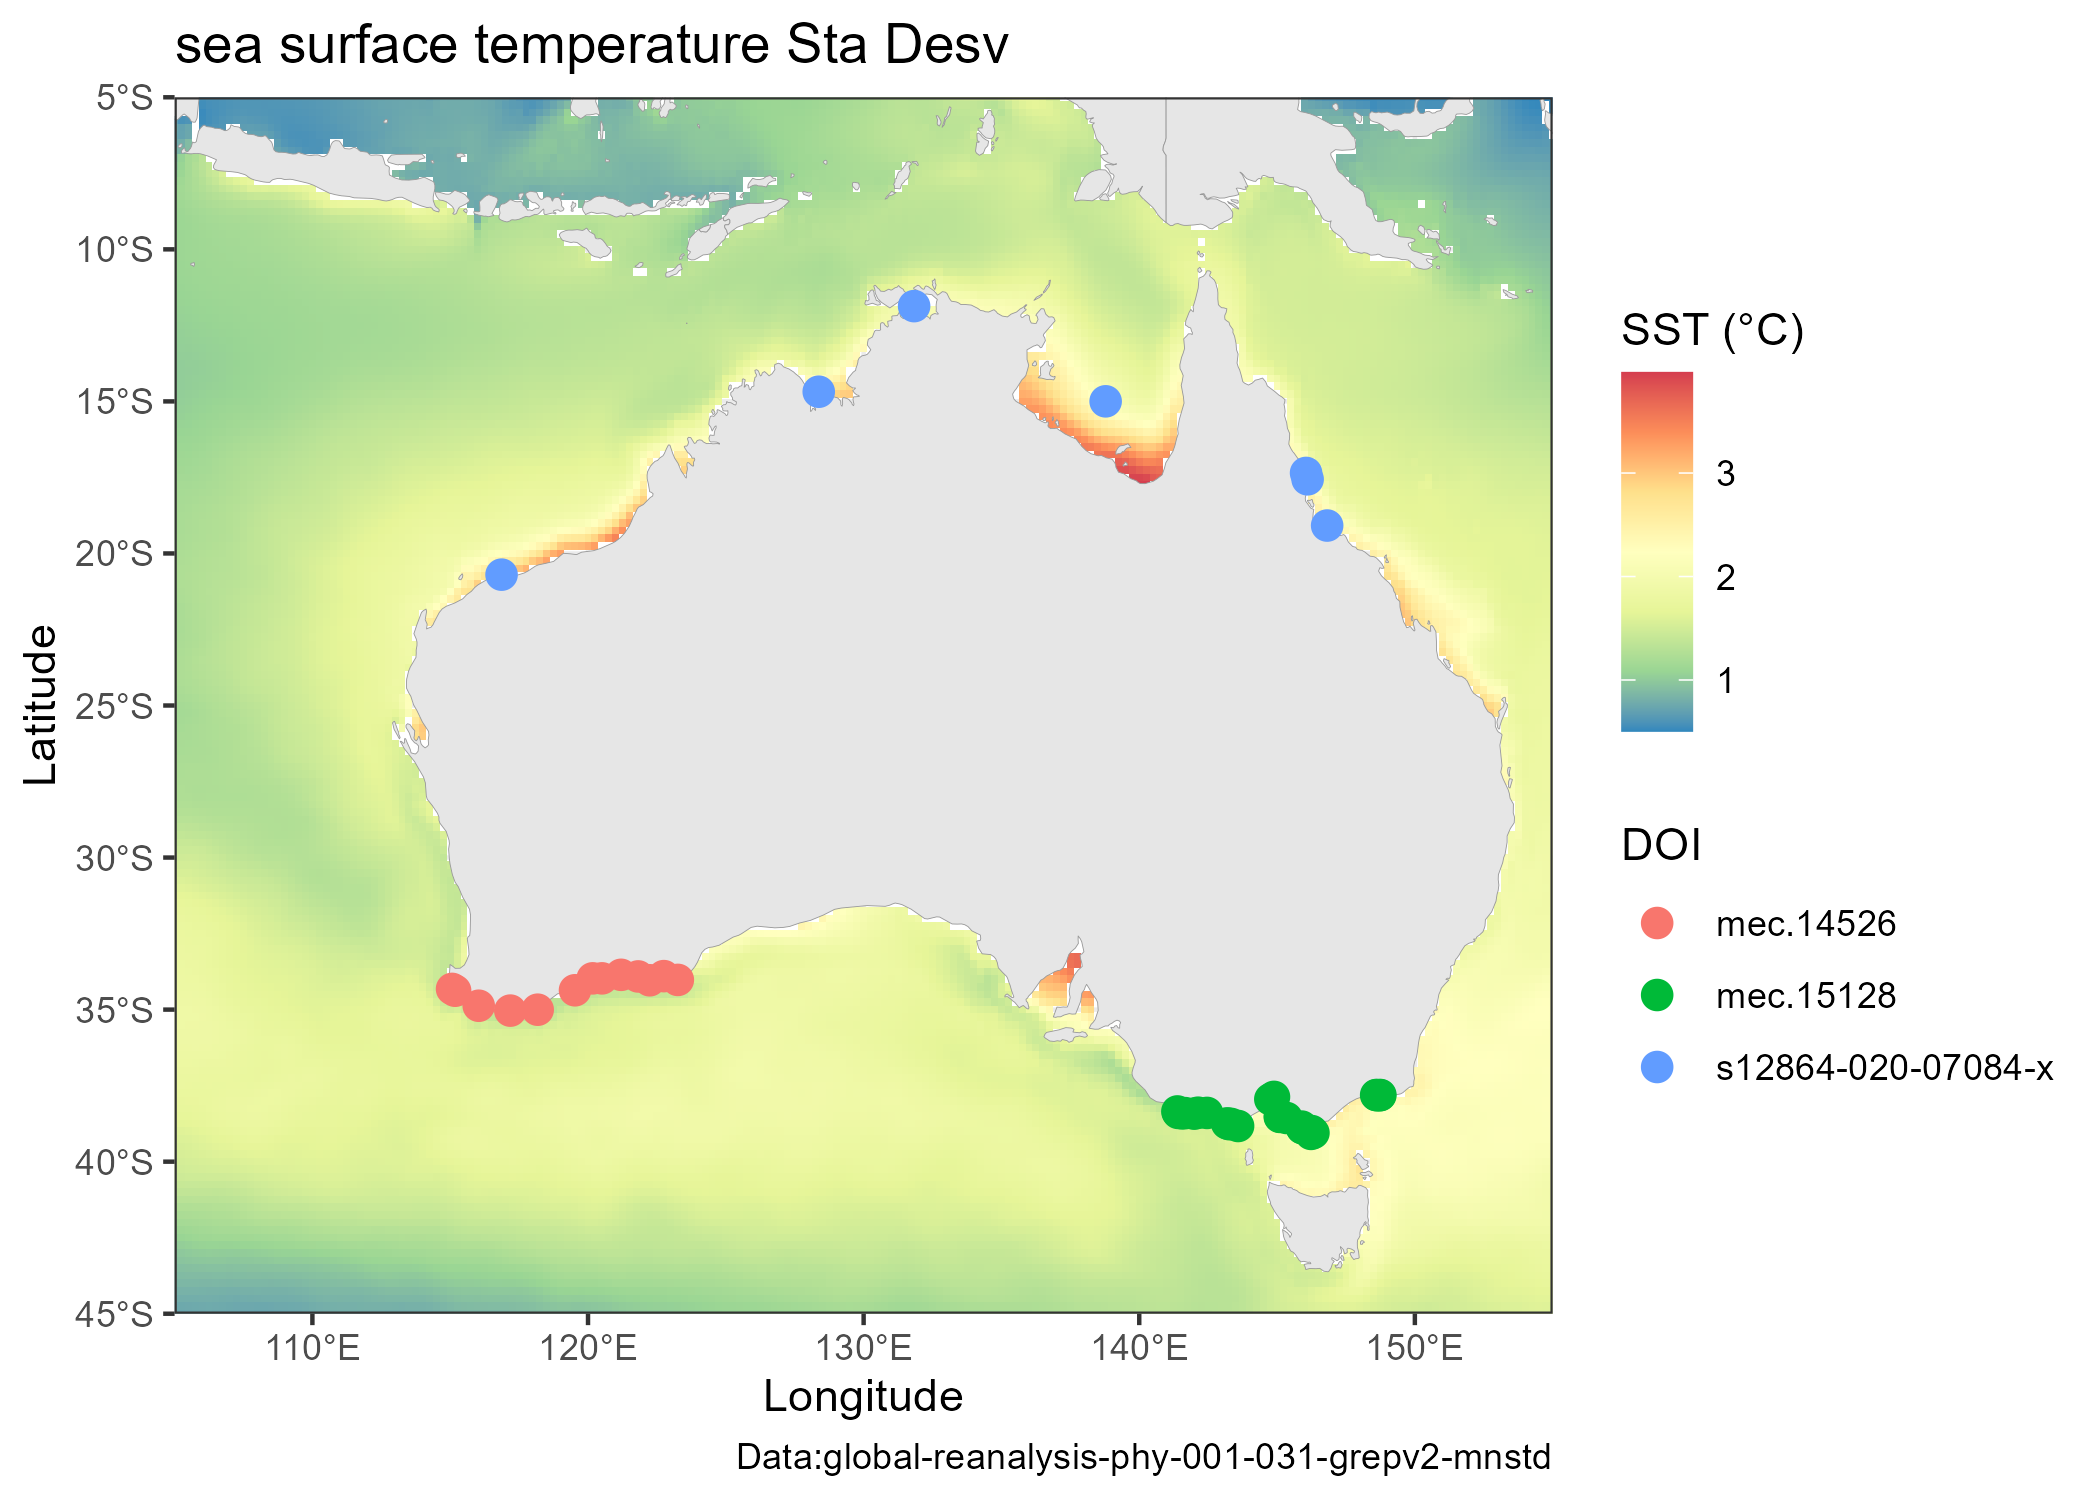 sea surface temperature Sta Desv
5°S
10°S
15°S
20°S
25°S
30°S
35°S
40°S
45°S
Latitude
110°E
120°E
130°E
140°E
150°E
Longitude
Data:global-reanalysis-phy-001-031-grepv2-mnstd
SST (°C)
3
2
1
DOI
mec.14526
mec.15128
s12864-020-07084-x